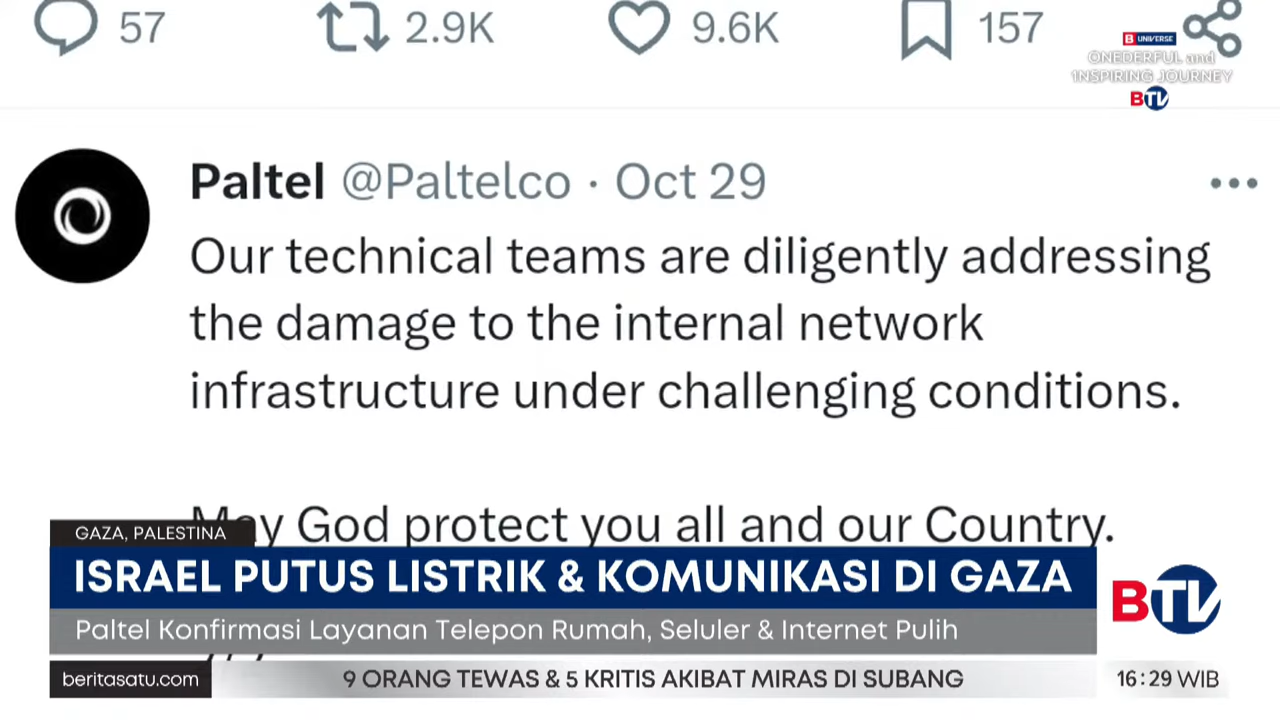 57 2.9K 9.6K 157
B UNIVERSE
ONEDERFUL and
1NSPIRING JOURNEY
BTV
Paltel @Paltelco · Oct 29
Our technical teams are diligently addressing
the damage to the internal network
infrastructure under challenging conditions.
May God protect you all and our Country.
GAZA, PALESTINA
ISRAEL PUTUS LISTRIK & KOMUNIKASI DI GAZA
Paltel Konfirmasi Layanan Telepon Rumah, Seluler & Internet Pulih
BTV
beritasatu.com 9 ORANG TEWAS & 5 KRITIS AKIBAT MIRAS DI SUBANG 16:29 WIB